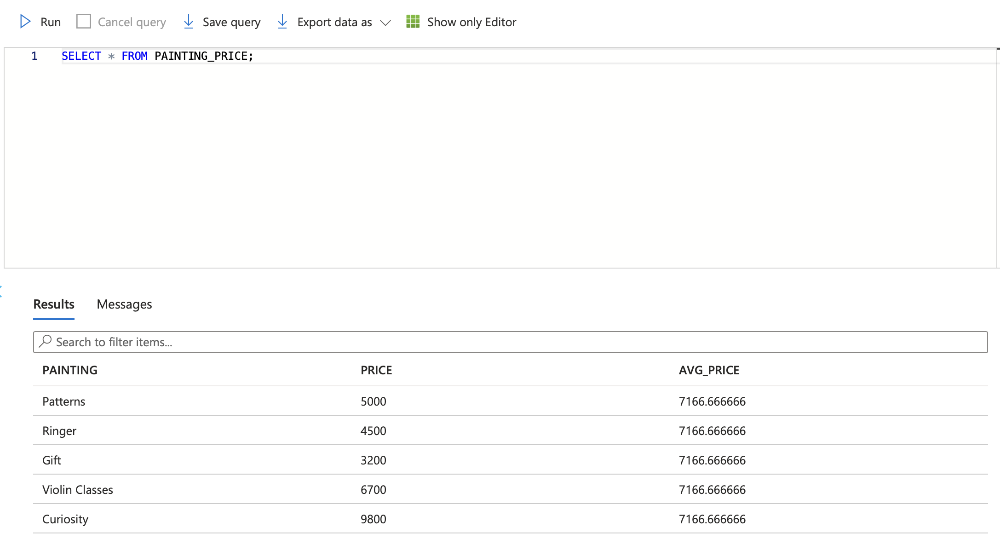 Run Cancel query Save query Export data as Show only Editor
1 SELECT * FROM PAINTING_PRICE;
Results Messages
Search to filter items...
PAINTING PRICE AVG_PRICE
Patterns 5000 7166.666666
Ringer 4500 7166.666666
Gift 3200 7166.666666
Violin Classes 6700 7166.666666
Curiosity 9800 7166.666666